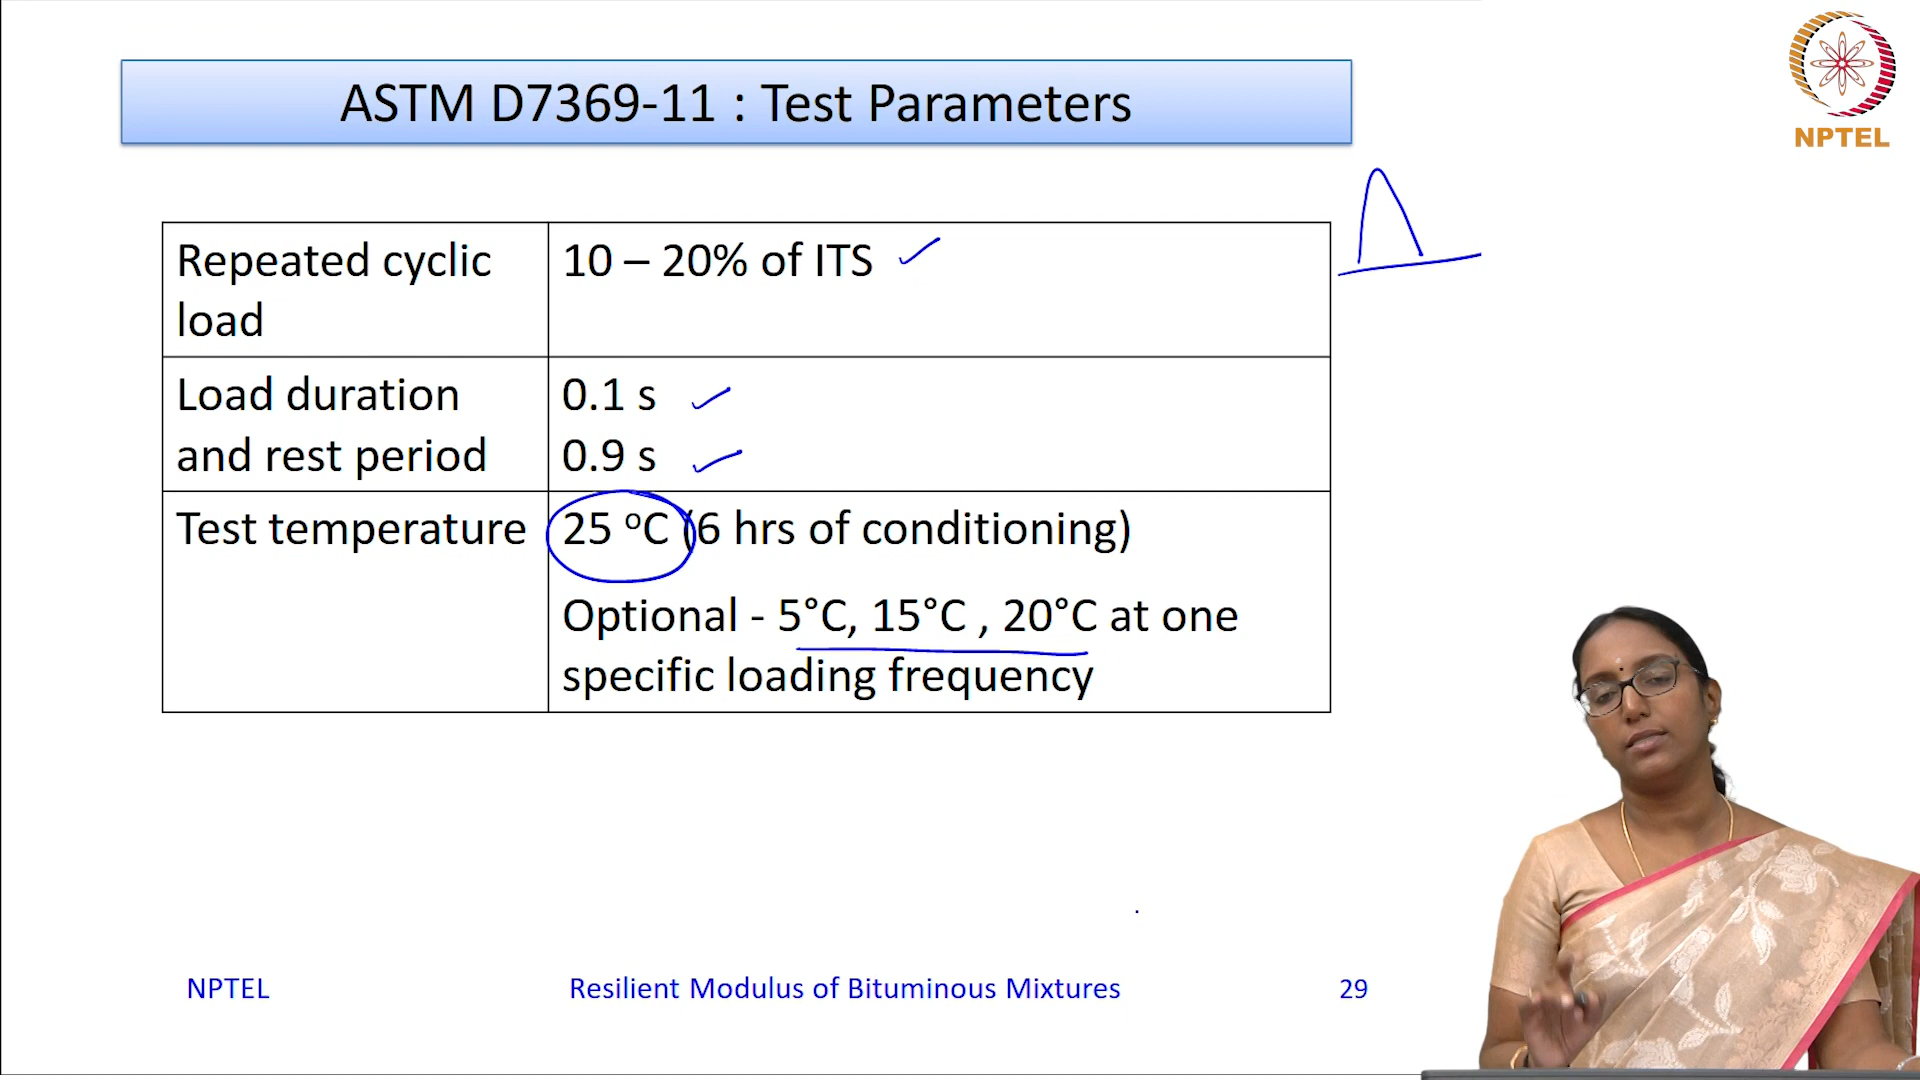 ASTM D7369-11 : Test Parameters
NPTEL
Repeated cyclic
load
10 – 20% of ITS
Load duration
and rest period
0.1 s
0.9 s
Test temperature
25 °C (6 hrs of conditioning)
Optional - 5°C, 15°C , 20°C at one
specific loading frequency
NPTEL
Resilient Modulus of Bituminous Mixtures
29